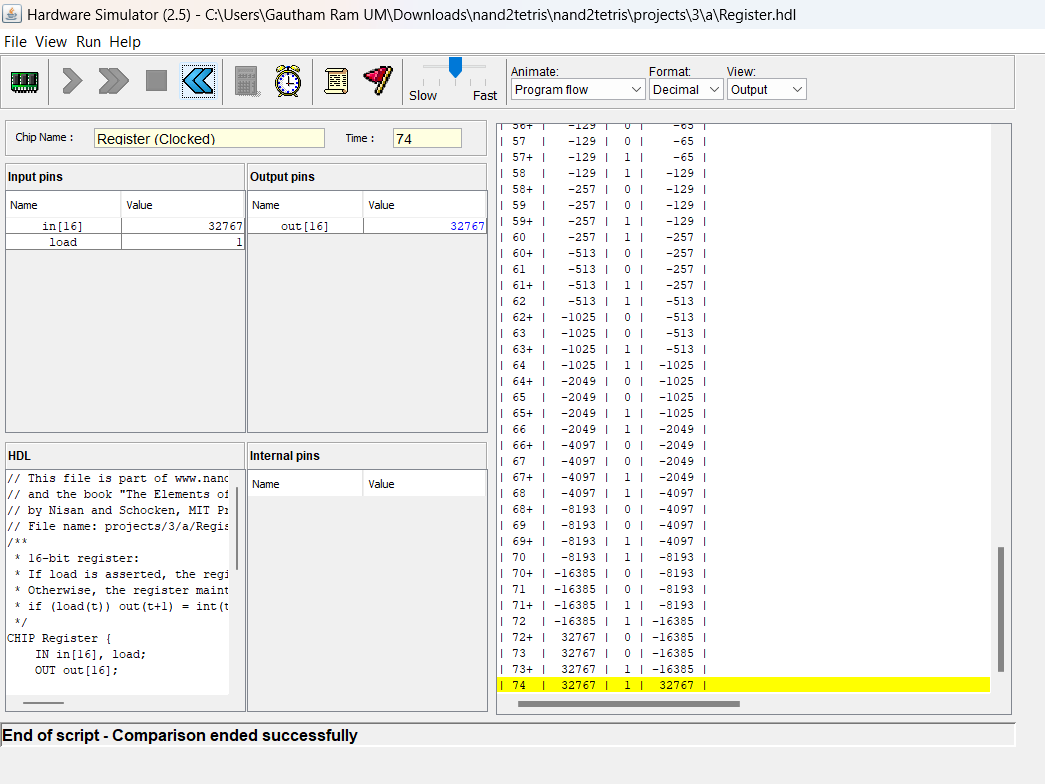 Hardware Simulator (2.5) - C:\Users\Gautham Ram UM\Downloads\nand2tetris\nand2tetris\projects\3\a\Register.hdl
File View Run Help
Slow Fast
Animate: Format: View:
Program flow Decimal Output
Chip Name : Register (Clocked) Time : 74
Input pins
Name Value
in[16] 32767
load 1
Output pins
Name Value
out[16] 32767
HDL
// This file is part of www.nand
// and the book "The Elements of
// by Nisan and Schocken, MIT Pr
// File name: projects/3/a/Regis
/**
* 16-bit register:
* If load is asserted, the regi
* Otherwise, the register maint
* if (load(t)) out(t+1) = int(t
*/
CHIP Register {
IN in[16], load;
OUT out[16];
Internal pins
Name Value
| 56+ | -129 | 0 | -65 |
| 57 | -129 | 0 | -65 |
| 57+ | -129 | 1 | -65 |
| 58 | -129 | 1 | -129 |
| 58+ | -257 | 0 | -129 |
| 59 | -257 | 0 | -129 |
| 59+ | -257 | 1 | -129 |
| 60 | -257 | 1 | -257 |
| 60+ | -513 | 0 | -257 |
| 61 | -513 | 0 | -257 |
| 61+ | -513 | 1 | -257 |
| 62 | -513 | 1 | -513 |
| 62+ | -1025 | 0 | -513 |
| 63 | -1025 | 0 | -513 |
| 63+ | -1025 | 1 | -513 |
| 64 | -1025 | 1 | -1025 |
| 64+ | -2049 | 0 | -1025 |
| 65 | -2049 | 0 | -1025 |
| 65+ | -2049 | 1 | -1025 |
| 66 | -2049 | 1 | -2049 |
| 66+ | -4097 | 0 | -2049 |
| 67 | -4097 | 0 | -2049 |
| 67+ | -4097 | 1 | -2049 |
| 68 | -4097 | 1 | -4097 |
| 68+ | -8193 | 0 | -4097 |
| 69 | -8193 | 0 | -4097 |
| 69+ | -8193 | 1 | -4097 |
| 70 | -8193 | 1 | -8193 |
| 70+ | -16385 | 0 | -8193 |
| 71 | -16385 | 0 | -8193 |
| 71+ | -16385 | 1 | -8193 |
| 72 | -16385 | 1 | -16385 |
| 72+ | 32767 | 0 | -16385 |
| 73 | 32767 | 0 | -16385 |
| 73+ | 32767 | 1 | -16385 |
| 74 | 32767 | 1 | 32767 |
End of script - Comparison ended successfully